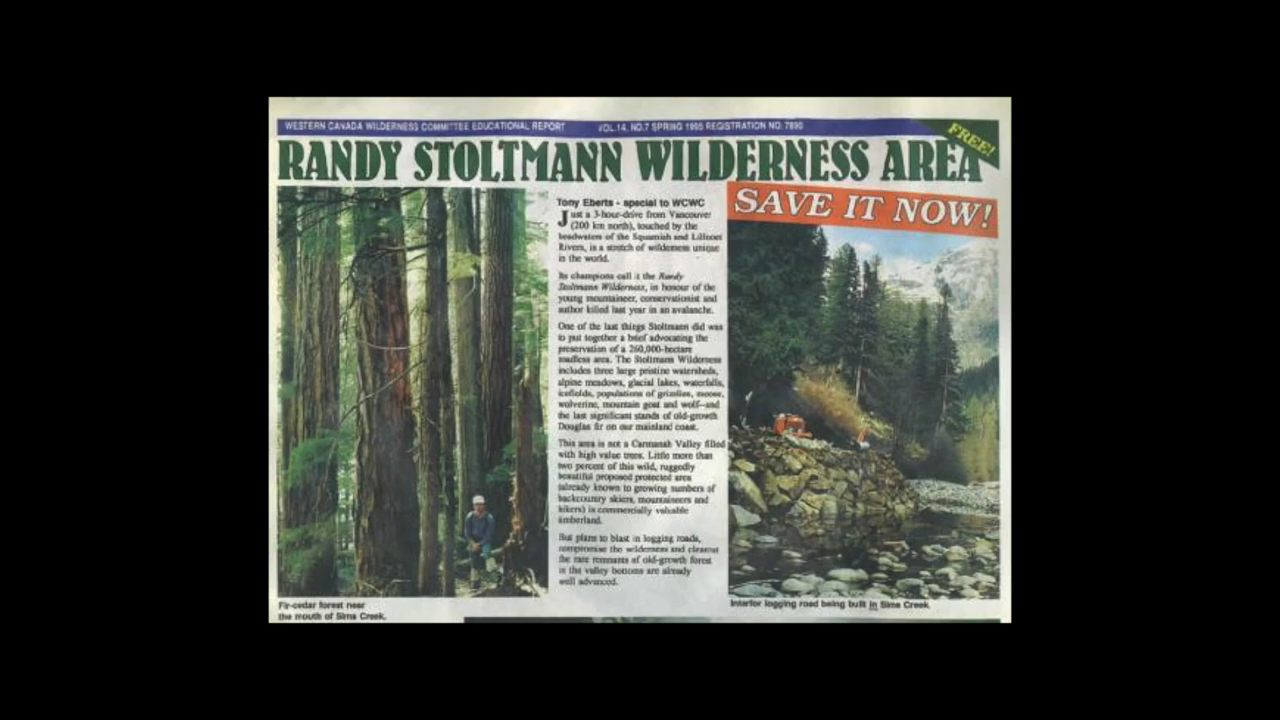 WESTERN CANADA WILDERNESS COMMITTEE EDUCATIONAL REPORT VOL.14, NO.7 SPRING 1995 REGISTRATION NO. 7890
FREE!
RANDY STOLTMANN WILDERNESS AREA
SAVE IT NOW!
Tony Eberts - special to WCWC
Just a 3-hour-drive from Vancouver
(200 km north), touched by the
headwaters of the Squamish and Lillooet
Rivers, is a stretch of wilderness unique
in the world.
Its champions call it the Randy
Stoltmann Wilderness, in honour of the
young mountaineer, conservationist and
author killed last year in an avalanche.
One of the last things Stoltmann did was
to put together a brief advocating the
preservation of a 260,000-hectare
roadless area. The Stoltmann Wilderness
includes three large pristine watersheds,
alpine meadows, glacial lakes, waterfalls,
icefields, populations of grizzlies, moose,
wolverine, mountain goat and wolf--and
the last significant stands of old-growth
Douglas fir on our mainland coast.
This area is not a Carmanah Valley filled
with high value trees. Little more than
two percent of this wild, ruggedly
beautiful proposed protected area
(already known to growing numbers of
backcountry skiers, mountaineers and
hikers) is commercially valuable
timberland.
But plans to blast in logging roads,
compromise the wilderness and clearcut
the rare remnants of old-growth forest
in the valley bottoms are already
well advanced.
Fir-cedar forest near
the mouth of Sims Creek.
Interfor logging road being built in Sims Creek.